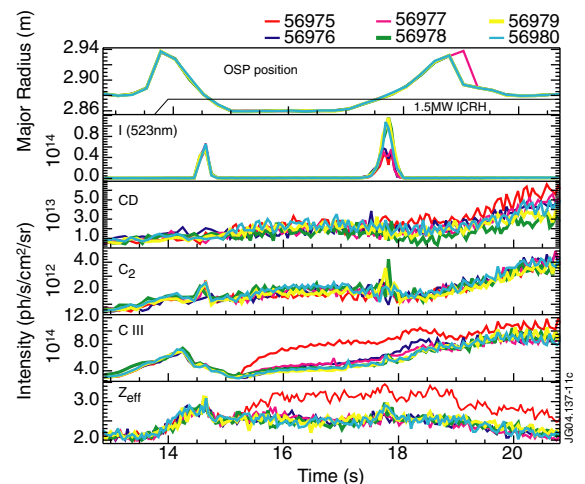 56975 56977 56979
56976 56978 56980
Major Radius (m)
2.94
2.90
2.86
OSP position
1.5MW ICRH
I (523nm)
10¹⁴
0.8
0.4
0.0
CD
10¹³
5.0
3.0
1.0
C₂
10¹²
4.0
2.0
Intensity (ph/s/cm²/sr)
C III
10¹⁴
12.0
8.0
4.0
Zeff
3.0
2.0
14 16 18 20
Time (s)
JG04.137-11c